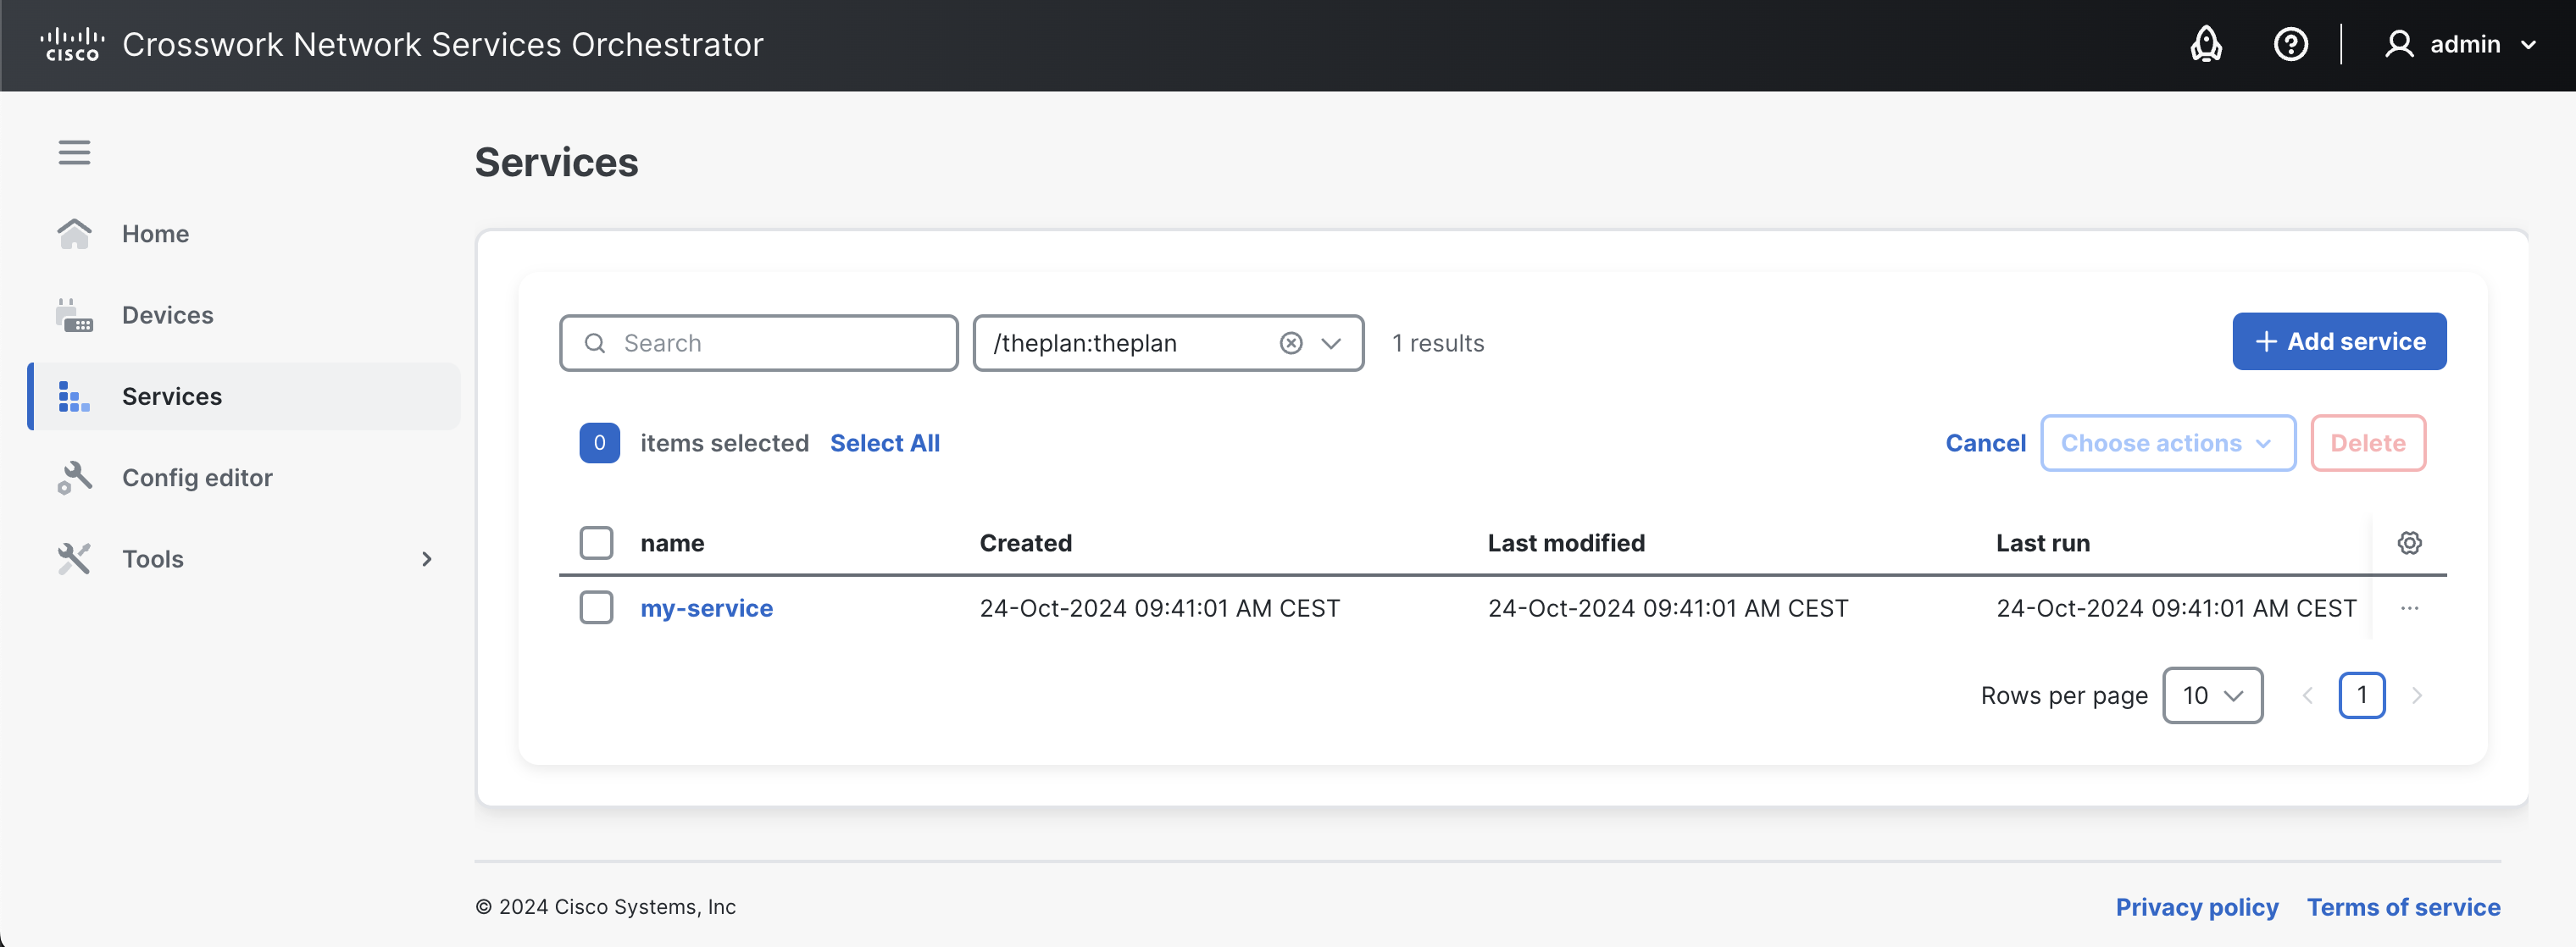 CISCO Crosswork Network Services Orchestrator
admin
Services
Home
Devices
Services
Config editor
Tools
Search
/theplan:theplan
1 results
+ Add service
0 items selected Select All
Cancel Choose actions Delete
name Created Last modified Last run
my-service 24-Oct-2024 09:41:01 AM CEST 24-Oct-2024 09:41:01 AM CEST 24-Oct-2024 09:41:01 AM CEST ...
Rows per page 10 1
© 2024 Cisco Systems, Inc
Privacy policy Terms of service